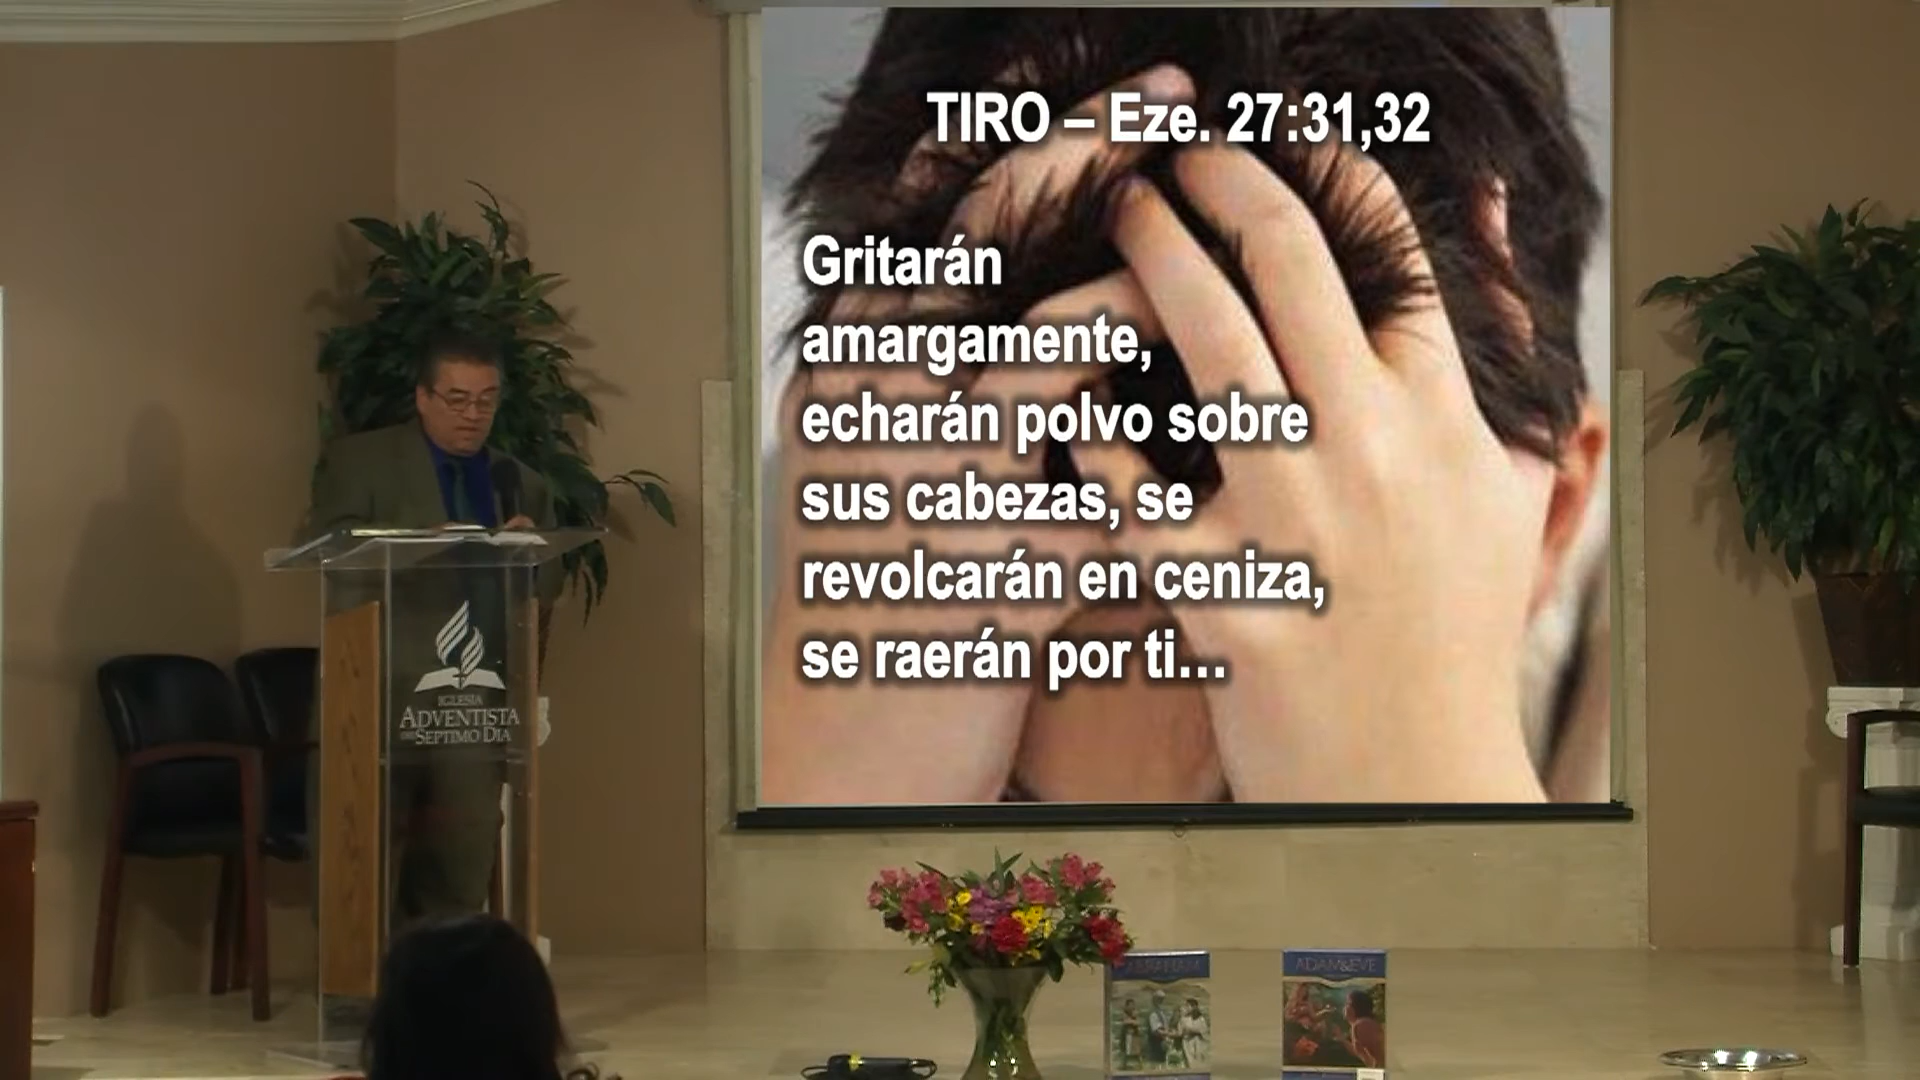 TIRO – Eze. 27:31,32
Gritarán
amargamente,
echarán polvo sobre
sus cabezas, se
revolcarán en ceniza,
se raerán por ti...
IGLESIA
ADVENTISTA
DEL SEPTIMO DIA
ABRAHAM
ADAM&EVE